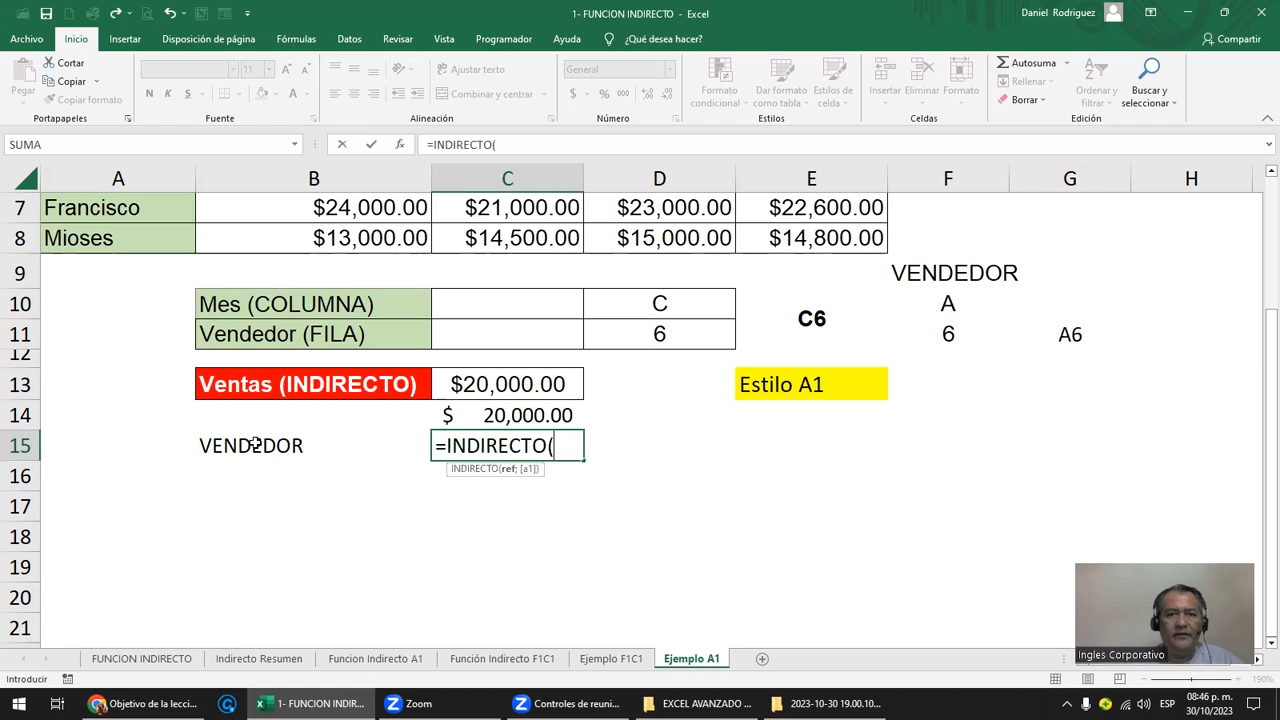 1- FUNCION INDIRECTO - Excel
Daniel Rodriguez
Archivo Inicio Insertar Disposición de página Fórmulas Datos Revisar Vista Programador Ayuda ¿Qué desea hacer? Compartir
Pegar
Cortar
Copiar
Copiar formato
11
N K S
Ajustar texto
Combinar y centrar
General
$ % 000
Formato condicional
Dar formato como tabla
Estilos de celda
Insertar Eliminar Formato
Autosuma
Rellenar
Borrar
Ordenar y filtrar
Buscar y seleccionar
Portapapeles Fuente Alineación Número Estilos Celdas Edición
SUMA =INDIRECTO(
A B C D E F G H
7 Francisco $24,000.00 $21,000.00 $23,000.00 $22,600.00
8 Mioses $13,000.00 $14,500.00 $15,000.00 $14,800.00
9 VENDEDOR
10 Mes (COLUMNA) C A
C6
11 Vendedor (FILA) 6 6 A6
12
13 Ventas (INDIRECTO) $20,000.00 Estilo A1
14 $ 20,000.00
15 VENDEDOR =INDIRECTO(
INDIRECTO(ref; [a1])
16
17
18
19
20
21
Ingles Corporativo
FUNCION INDIRECTO Indirecto Resumen Funcion Indirecto A1 Función Indirecto F1C1 Ejemplo F1C1 Ejemplo A1
Introducir 190%
Objetivo de la lecci... 1- FUNCION INDIR... Zoom Controles de reuni... EXCEL AVANZADO ... 2023-10-30 19.00.10... ESP 08:46 p. m.
30/10/2023